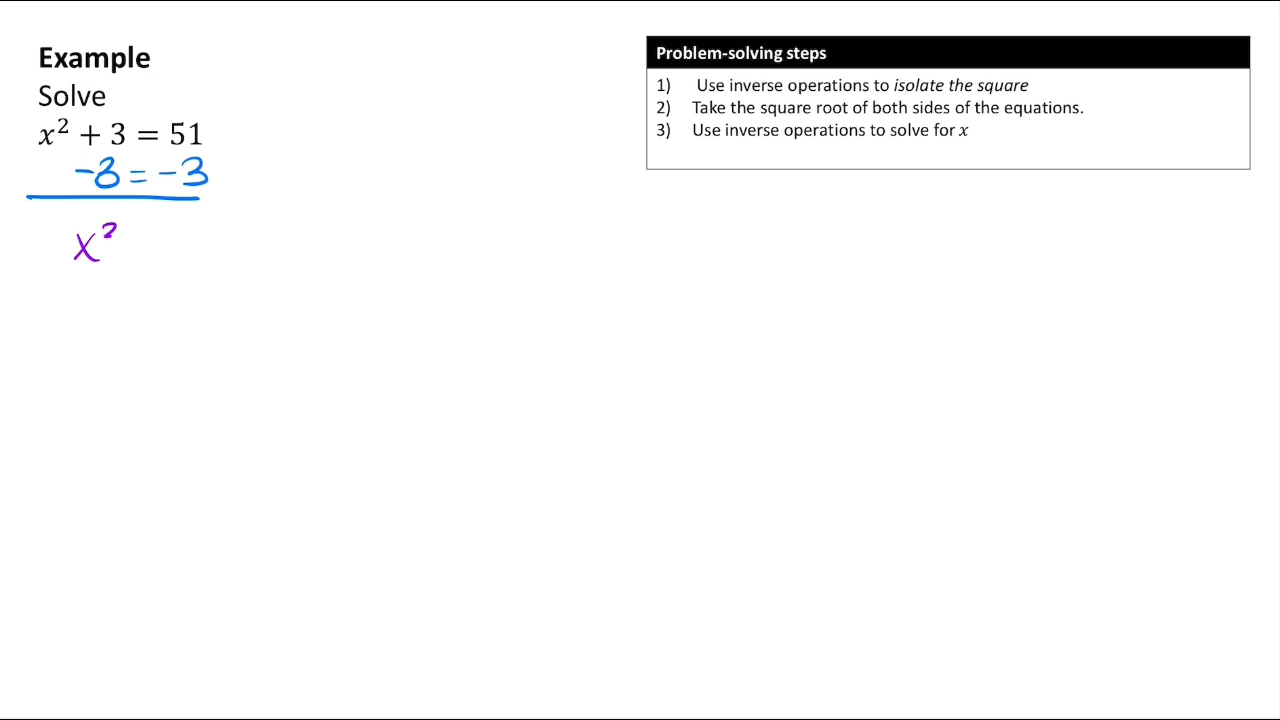 Example
Solve
x² + 3 = 51
-3 = -3
x²
Problem-solving steps
1) Use inverse operations to isolate the square
2) Take the square root of both sides of the equations.
3) Use inverse operations to solve for x